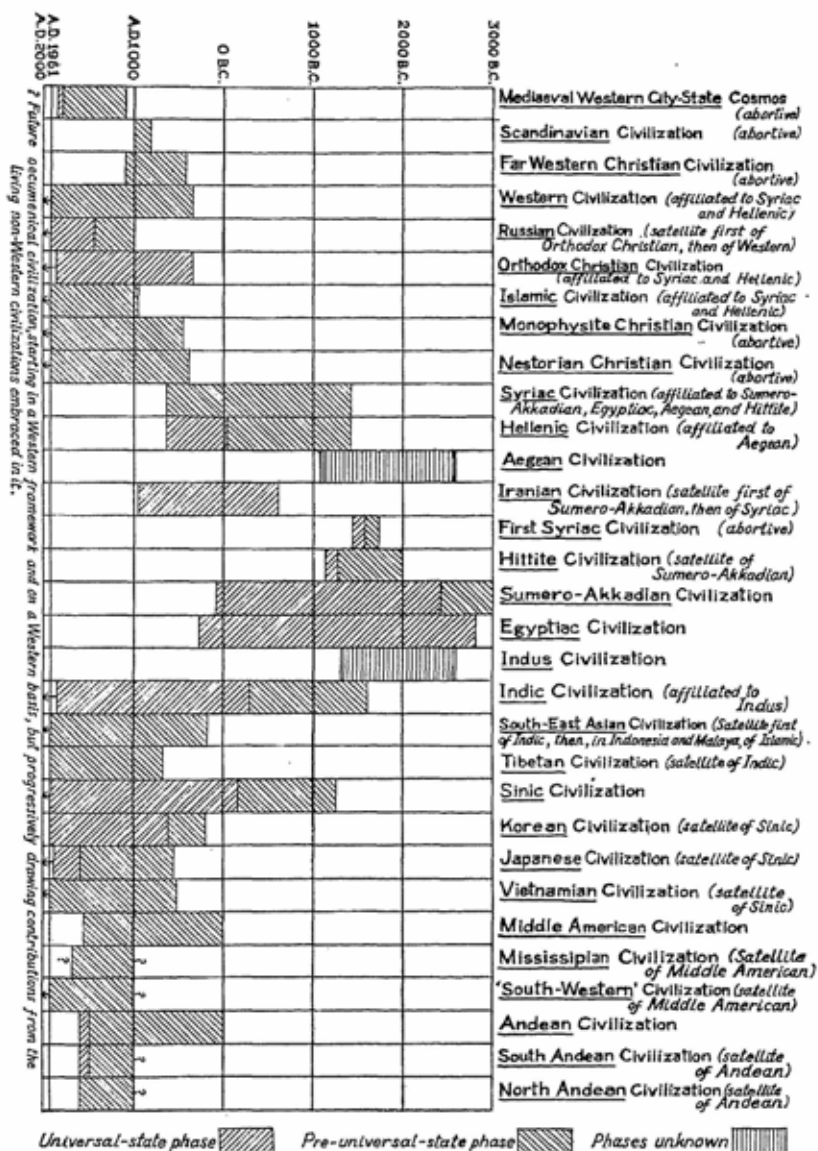 3000 B.C.
2000 B.C.
1000 B.C.
0 B.C.
A.D.1000
A.D.1961
A.D.2000
Mediaeval Western City-State Cosmos
(abortive)
Scandinavian Civilization (abortive)
Far Western Christian Civilization
(abortive)
Western Civilization (affiliated to Syriac
and Hellenic)
Russian Civilization (satellite first of
Orthodox Christian, then of Western)
Orthodox Christian Civilization
(affiliated to Syriac and Hellenic)
Islamic Civilization (affiliated to Syriac
and Hellenic)
Monophysite Christian Civilization
(abortive)
Nestorian Christian Civilization
(abortive)
Syriac Civilization (affiliated to Sumero-
Akkadian, Egyptiac, Aegean, and Hittite)
Hellenic Civilization (affiliated to
Aegean)
Aegean Civilization
Iranian Civilization (satellite first of
Sumero-Akkadian, then of Syriac)
First Syriac Civilization (abortive)
Hittite Civilization (satellite of
Sumero-Akkadian)
Sumero-Akkadian Civilization
Egyptiac Civilization
Indus Civilization
Indic Civilization (affiliated to
Indus)
South-East Asian Civilization (Satellite first
of Indic, then, in Indonesia and Malaya, of Islamic)
Tibetan Civilization (satellite of Indic)
Sinic Civilization
Korean Civilization (satellite of Sinic)
Japanese Civilization (satellite of Sinic)
Vietnamian Civilization (satellite
of Sinic)
Middle American Civilization
Mississipian Civilization (Satellite
of Middle American)
'South-Western' Civilization (satellite
of Middle American)
Andean Civilization
South Andean Civilization (satellite
of Andean)
North Andean Civilization (satellite
of Andean)
?
?
?
?
?
? Future oecumenical civilization, starting in a Western framework and on a Western basis, but progressively drawing contributions from the
living non-Western civilizations embraced in it.
Universal-state phase
Pre-universal-state phase
Phases unknown